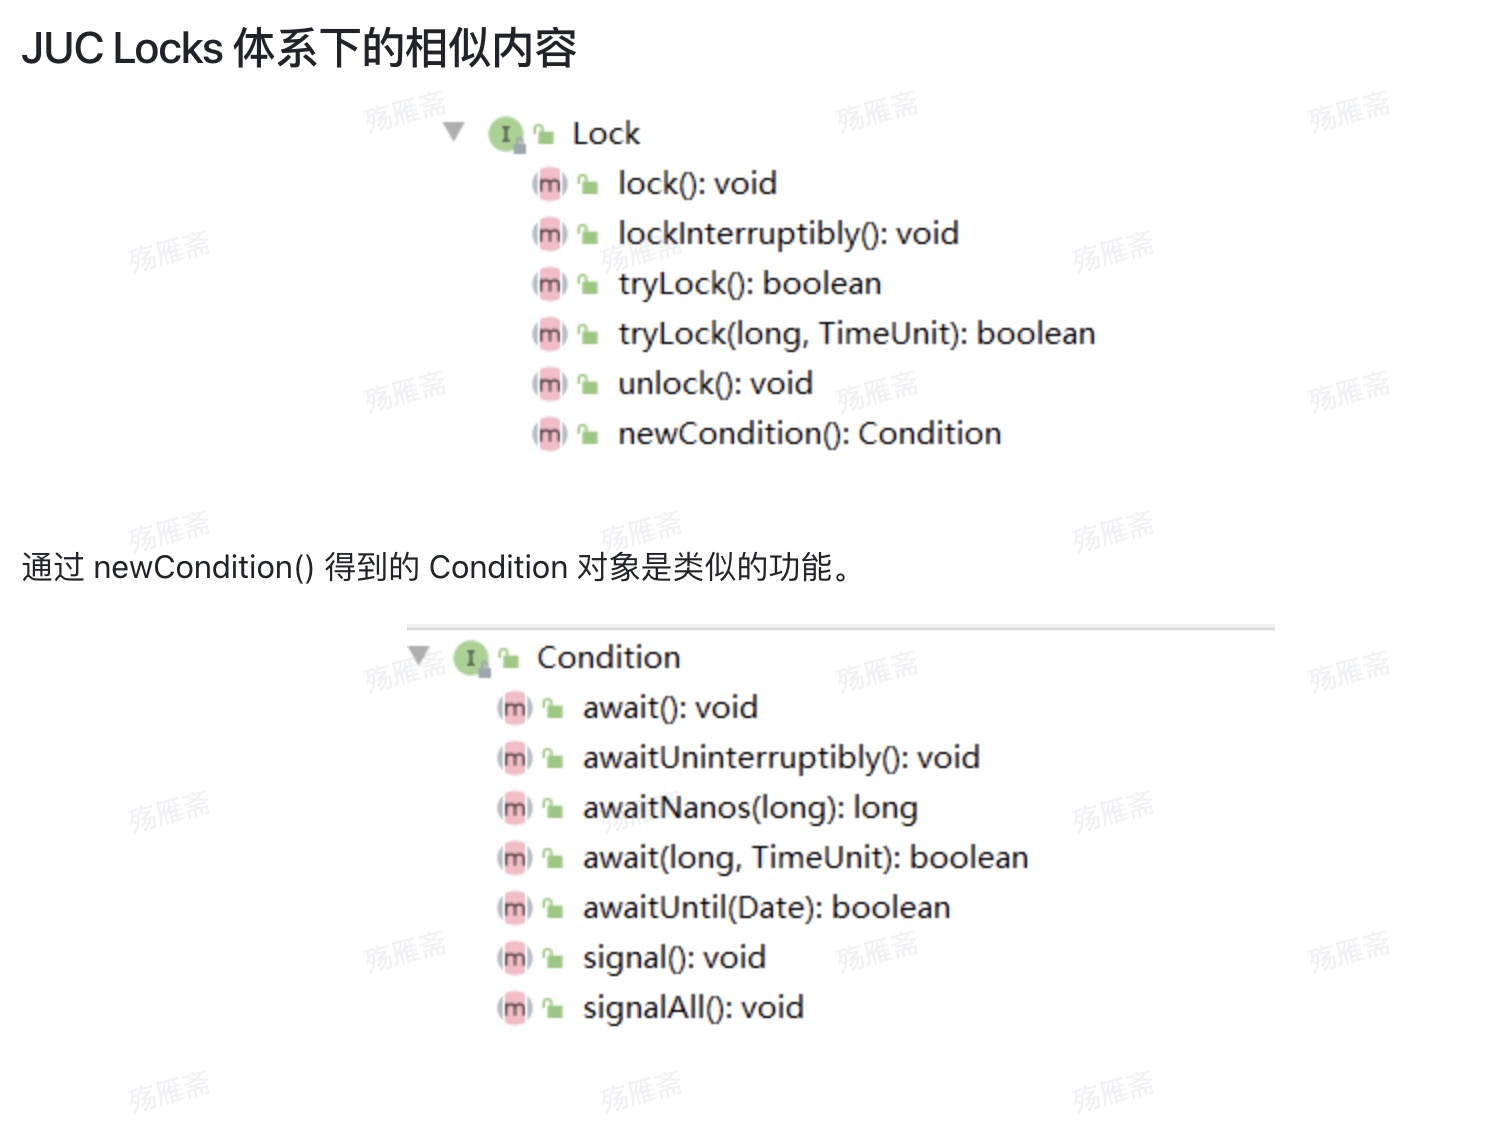 JUC Locks 体系下的相似内容
Lock
lock(): void
lockInterruptibly(): void
tryLock(): boolean
tryLock(long, TimeUnit): boolean
unlock(): void
newCondition(): Condition
通过 newCondition() 得到的 Condition 对象是类似的功能。
Condition
await(): void
awaitUninterruptibly(): void
awaitNanos(long): long
await(long, TimeUnit): boolean
awaitUntil(Date): boolean
signal(): void
signalAll(): void
殇雁斋